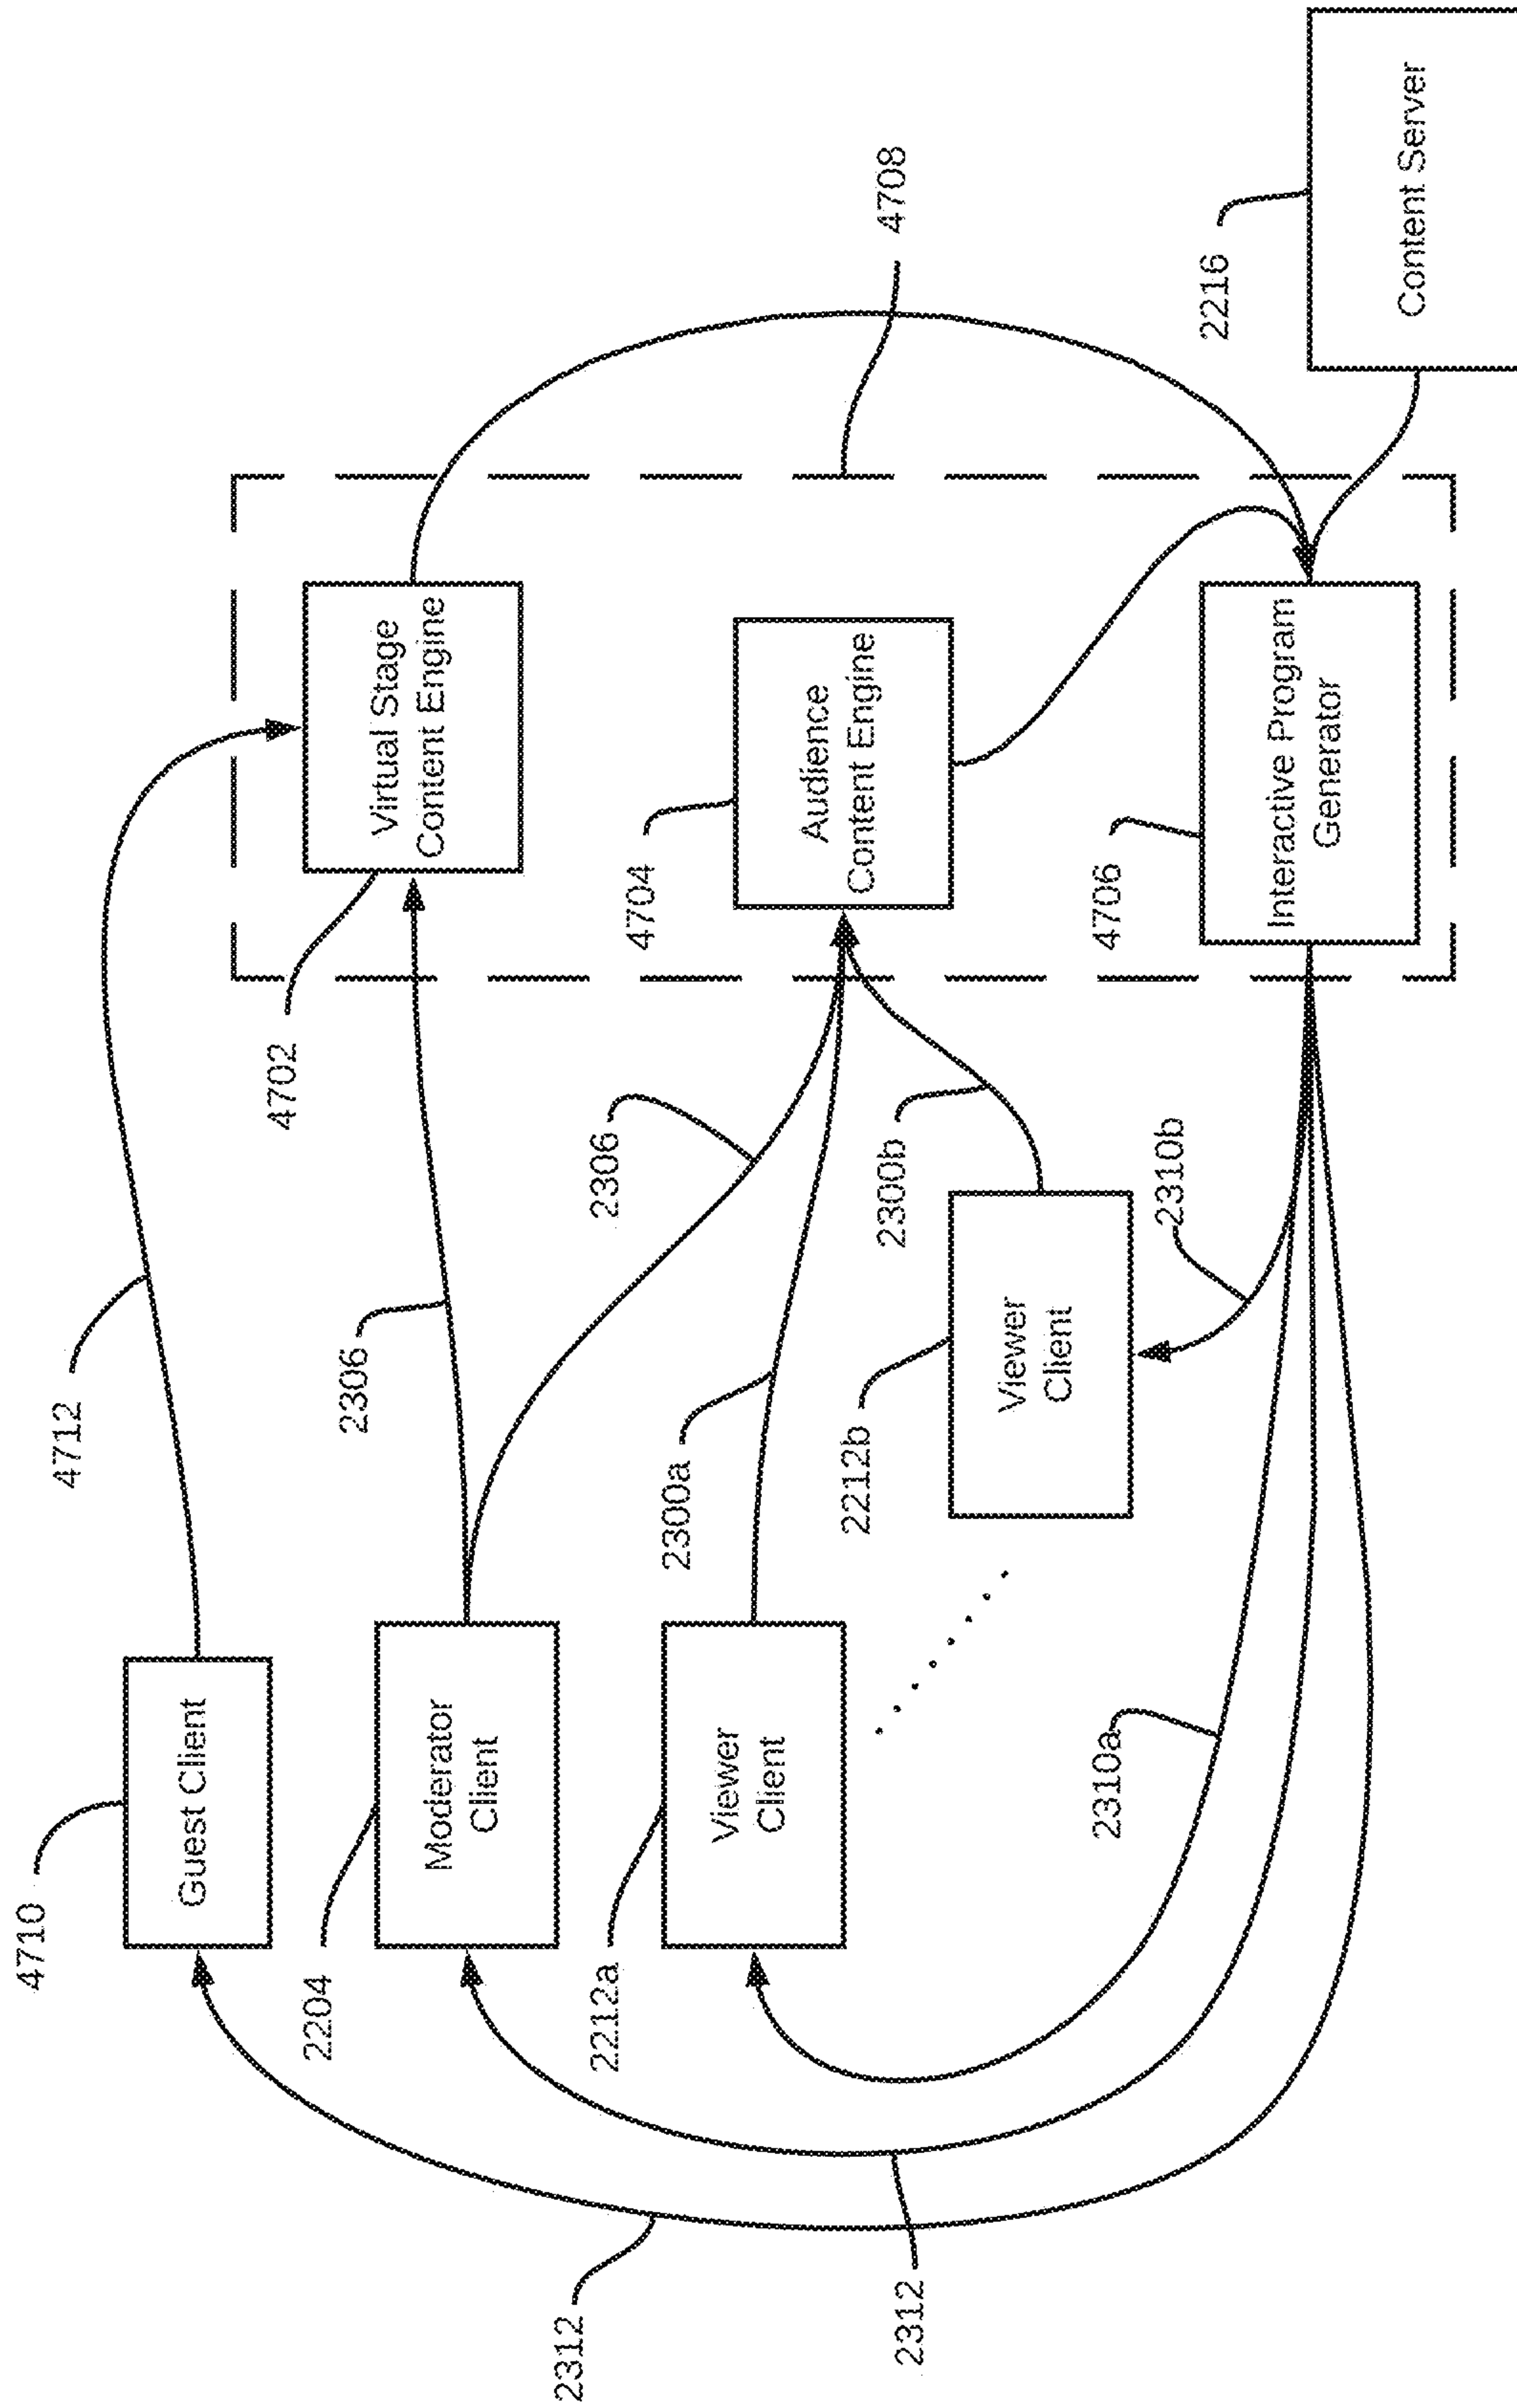 4710
Guest Client
4712
2204
Moderator
Client
2306
4702
Virtual Stage
Content Engine
2306
2212a
Viewer
Client
2300a
4704
Audience
Content Engine
4708
2212b
Viewer
Client
2300b
2312
2312
2310a
2310b
4706
Interactive Program
Generator
2216
Content Server